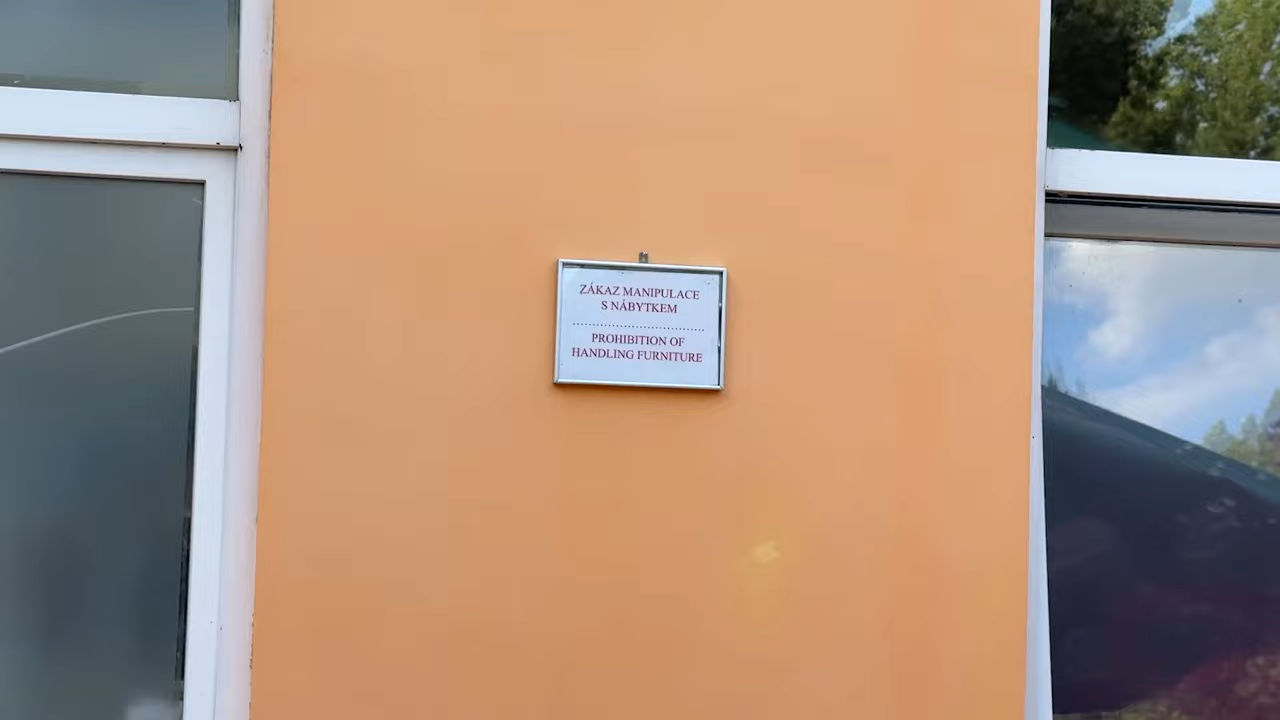 ZÁKAZ MANIPULACE
S NÁBYTKEM
PROHIBITION OF
HANDLING FURNITURE